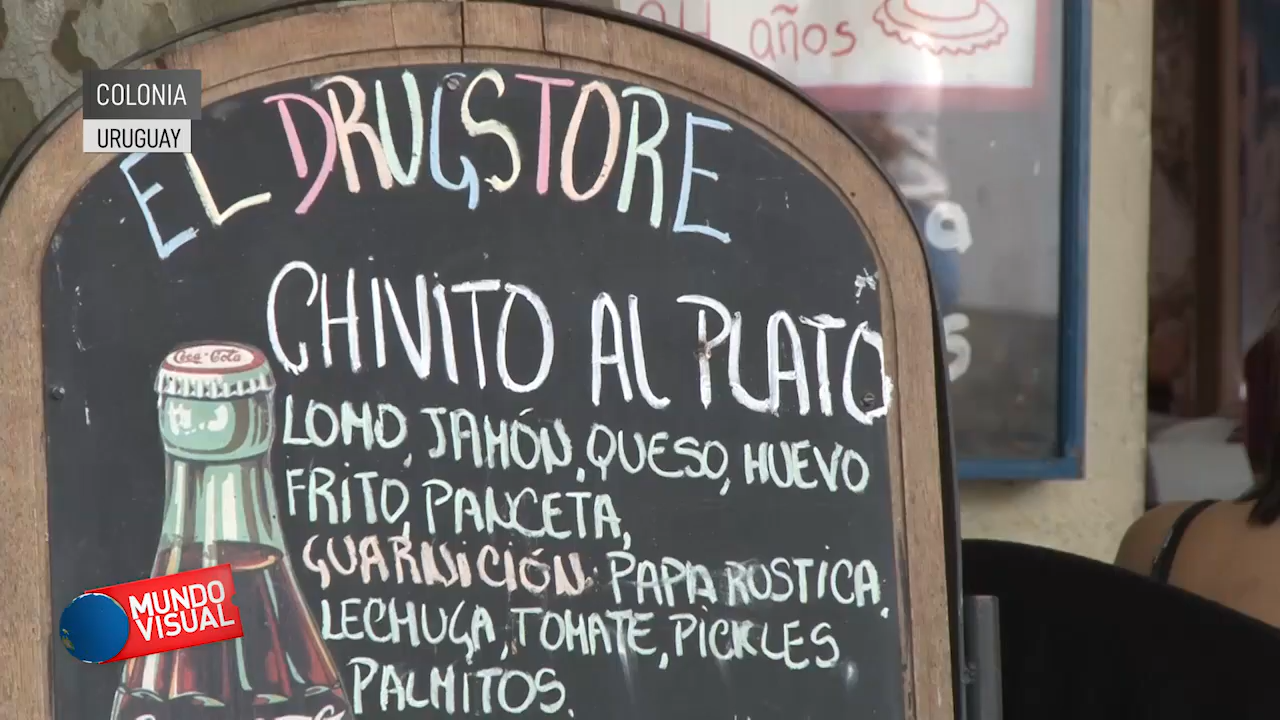 COLONIA
URUGUAY
24 años
EL DRUGSTORE
CHIVITO AL PLATO
Coca-Cola
LOMO, JAMÓN, QUESO, HUEVO
FRITO, PANCETA,
GUARNICIÓN: PAPA ROSTICA.
LECHUGA, TOMATE, PICKLES
PALMITOS.
MUNDO
VISUAL